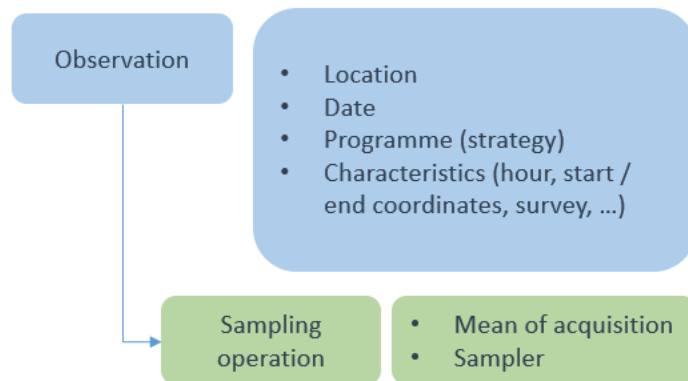 Observation
• Location
• Date
• Programme (strategy)
• Characteristics (hour, start /
end coordinates, survey, …)
Sampling
operation
• Mean of acquisition
• Sampler